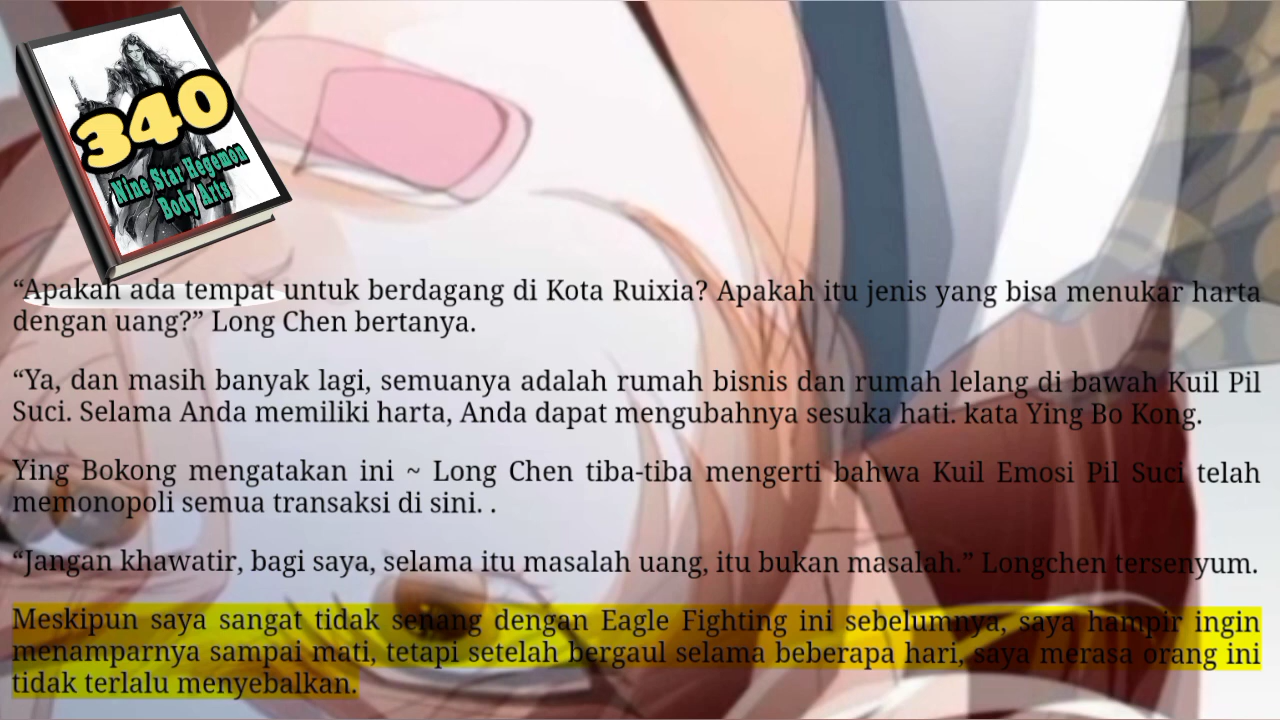 340
Nine Star Hegemon
Body Arts
“Apakah ada tempat untuk berdagang di Kota Ruixia? Apakah itu jenis yang bisa menukar harta
dengan uang?” Long Chen bertanya.
“Ya, dan masih banyak lagi, semuanya adalah rumah bisnis dan rumah lelang di bawah Kuil Pil
Suci. Selama Anda memiliki harta, Anda dapat mengubahnya sesuka hati. kata Ying Bo Kong.
Ying Bokong mengatakan ini ~ Long Chen tiba-tiba mengerti bahwa Kuil Emosi Pil Suci telah
memonopoli semua transaksi di sini. .
“Jangan khawatir, bagi saya, selama itu masalah uang, itu bukan masalah.” Longchen tersenyum.
Meskipun saya sangat tidak senang dengan Eagle Fighting ini sebelumnya, saya hampir ingin
menamparnya sampai mati, tetapi setelah bergaul selama beberapa hari, saya merasa orang ini
tidak terlalu menyebalkan.